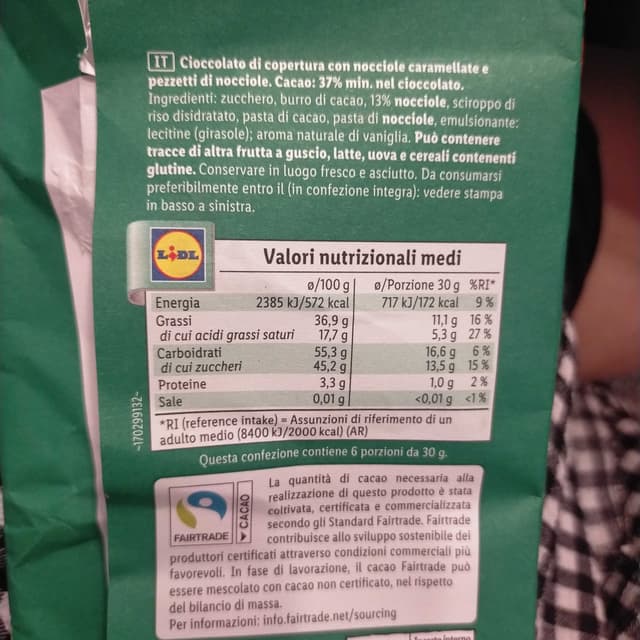 IT Cioccolato di copertura con nocciole caramellate e
pezzetti di nocciole. Cacao: 37% min. nel cioccolato.
Ingredienti: zucchero, burro di cacao, 13% nocciole, sciroppo di
riso disidratato, pasta di cacao, pasta di nocciole, emulsionante:
lecitine (girasole); aroma naturale di vaniglia. Può contenere
tracce di altra frutta a guscio, latte, uova e cereali contenenti
glutine. Conservare in luogo fresco e asciutto. Da consumarsi
preferibilmente entro il (in confezione integra): vedere stampa
in basso a sinistra.
LIDL
Valori nutrizionali medi
ø/100 g ø/Porzione 30 g %RI*
Energia 2385 kJ/572 kcal 717 kJ/172 kcal 9 %
Grassi 36,9 g 11,1 g 16 %
di cui acidi grassi saturi 17,7 g 5,3 g 27 %
Carboidrati 55,3 g 16,6 g 6 %
di cui zuccheri 45,2 g 13,5 g 15 %
Proteine 3,3 g 1,0 g 2 %
Sale 0,01 g <0,01 g <1 %
*RI (reference intake) = Assunzioni di riferimento di un
adulto medio (8400 kJ/2000 kcal) (AR)
~170299132~
Questa confezione contiene 6 porzioni da 30 g.
FAIRTRADE
CACAO
La quantità di cacao necessaria alla
realizzazione di questo prodotto è stata
coltivata, certificata e commercializzata
secondo gli Standard Fairtrade. Fairtrade
contribuisce allo sviluppo sostenibile dei
produttori certificati attraverso condizioni commerciali più
favorevoli. In fase di lavorazione, il cacao Fairtrade può
essere mescolato con cacao non certificato, nel rispetto
del bilancio di massa.
Per informazioni: info.fairtrade.net/sourcing